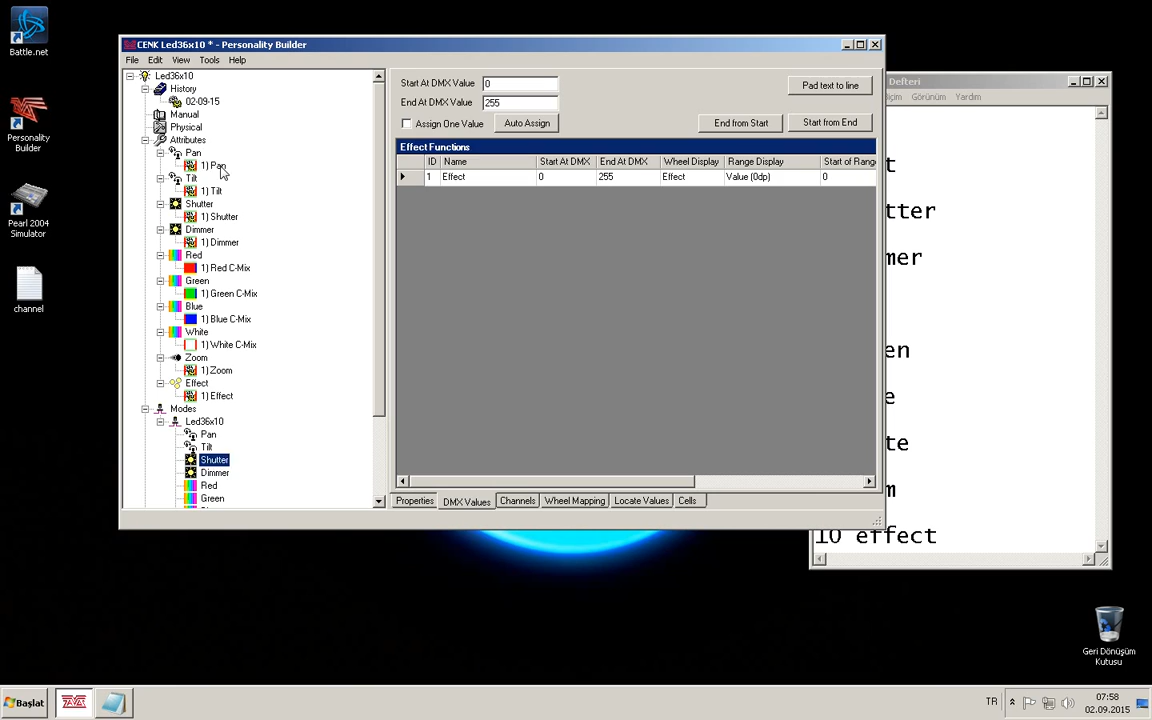 Battle.net
Personality
Builder
Pearl 2004
Simulator
channel
CENK Led36x10 * - Personality Builder
File Edit View Tools Help
Led36x10
History
02-09-15
Manual
Physical
Attributes
Pan
1) Pan
Tilt
1) Tilt
Shutter
1) Shutter
Dimmer
1) Dimmer
Red
1) Red C-Mix
Green
1) Green C-Mix
Blue
1) Blue C-Mix
White
1) White C-Mix
Zoom
1) Zoom
Effect
1) Effect
Modes
Led36x10
Pan
Tilt
Shutter
Dimmer
Red
Green
Start At DMX Value 0
End At DMX Value 255
Assign One Value Auto Assign
Pad text to line
End from Start Start from End
Effect Functions
ID Name Start At DMX End At DMX Wheel Display Range Display Start of Range
1 Effect 0 255 Effect Value (0dp) 0
Properties DMX Values Channels Wheel Mapping Locate Values Cells
Defteri
içim Görünüm Yardım
t
tter
mer
en
e
te
m
10 effect
Geri Dönüşüm
Kutusu
Başlat
TR
07:58
02.09.2015